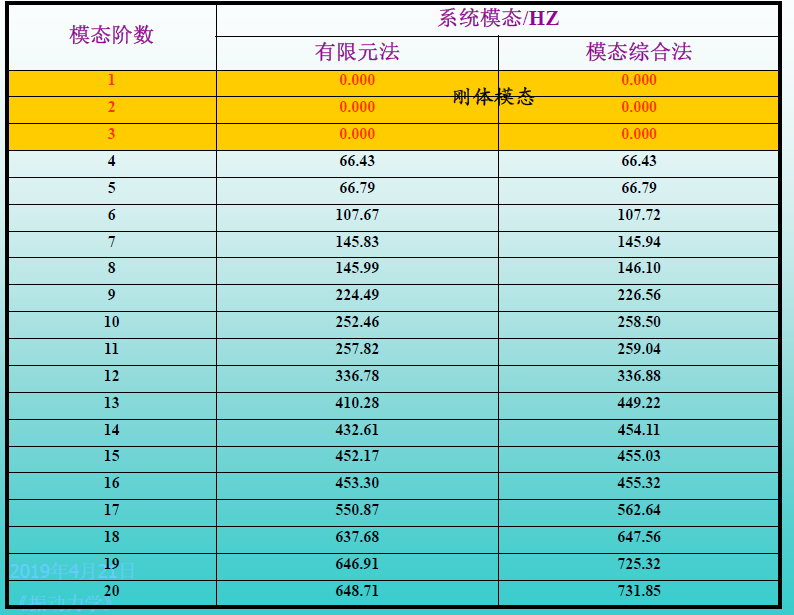 模态阶数 系统模态/HZ
有限元法 模态综合法
1 0.000 0.000
刚体模态
2 0.000 0.000
3 0.000 0.000
4 66.43 66.43
5 66.79 66.79
6 107.67 107.72
7 145.83 145.94
8 145.99 146.10
9 224.49 226.56
10 252.46 258.50
11 257.82 259.04
12 336.78 336.88
13 410.28 449.22
14 432.61 454.11
15 452.17 455.03
16 453.30 455.32
17 550.87 562.64
18 637.68 647.56
19 646.91 725.32
2019年4月21日
20 648.71 731.85
《振动力学》